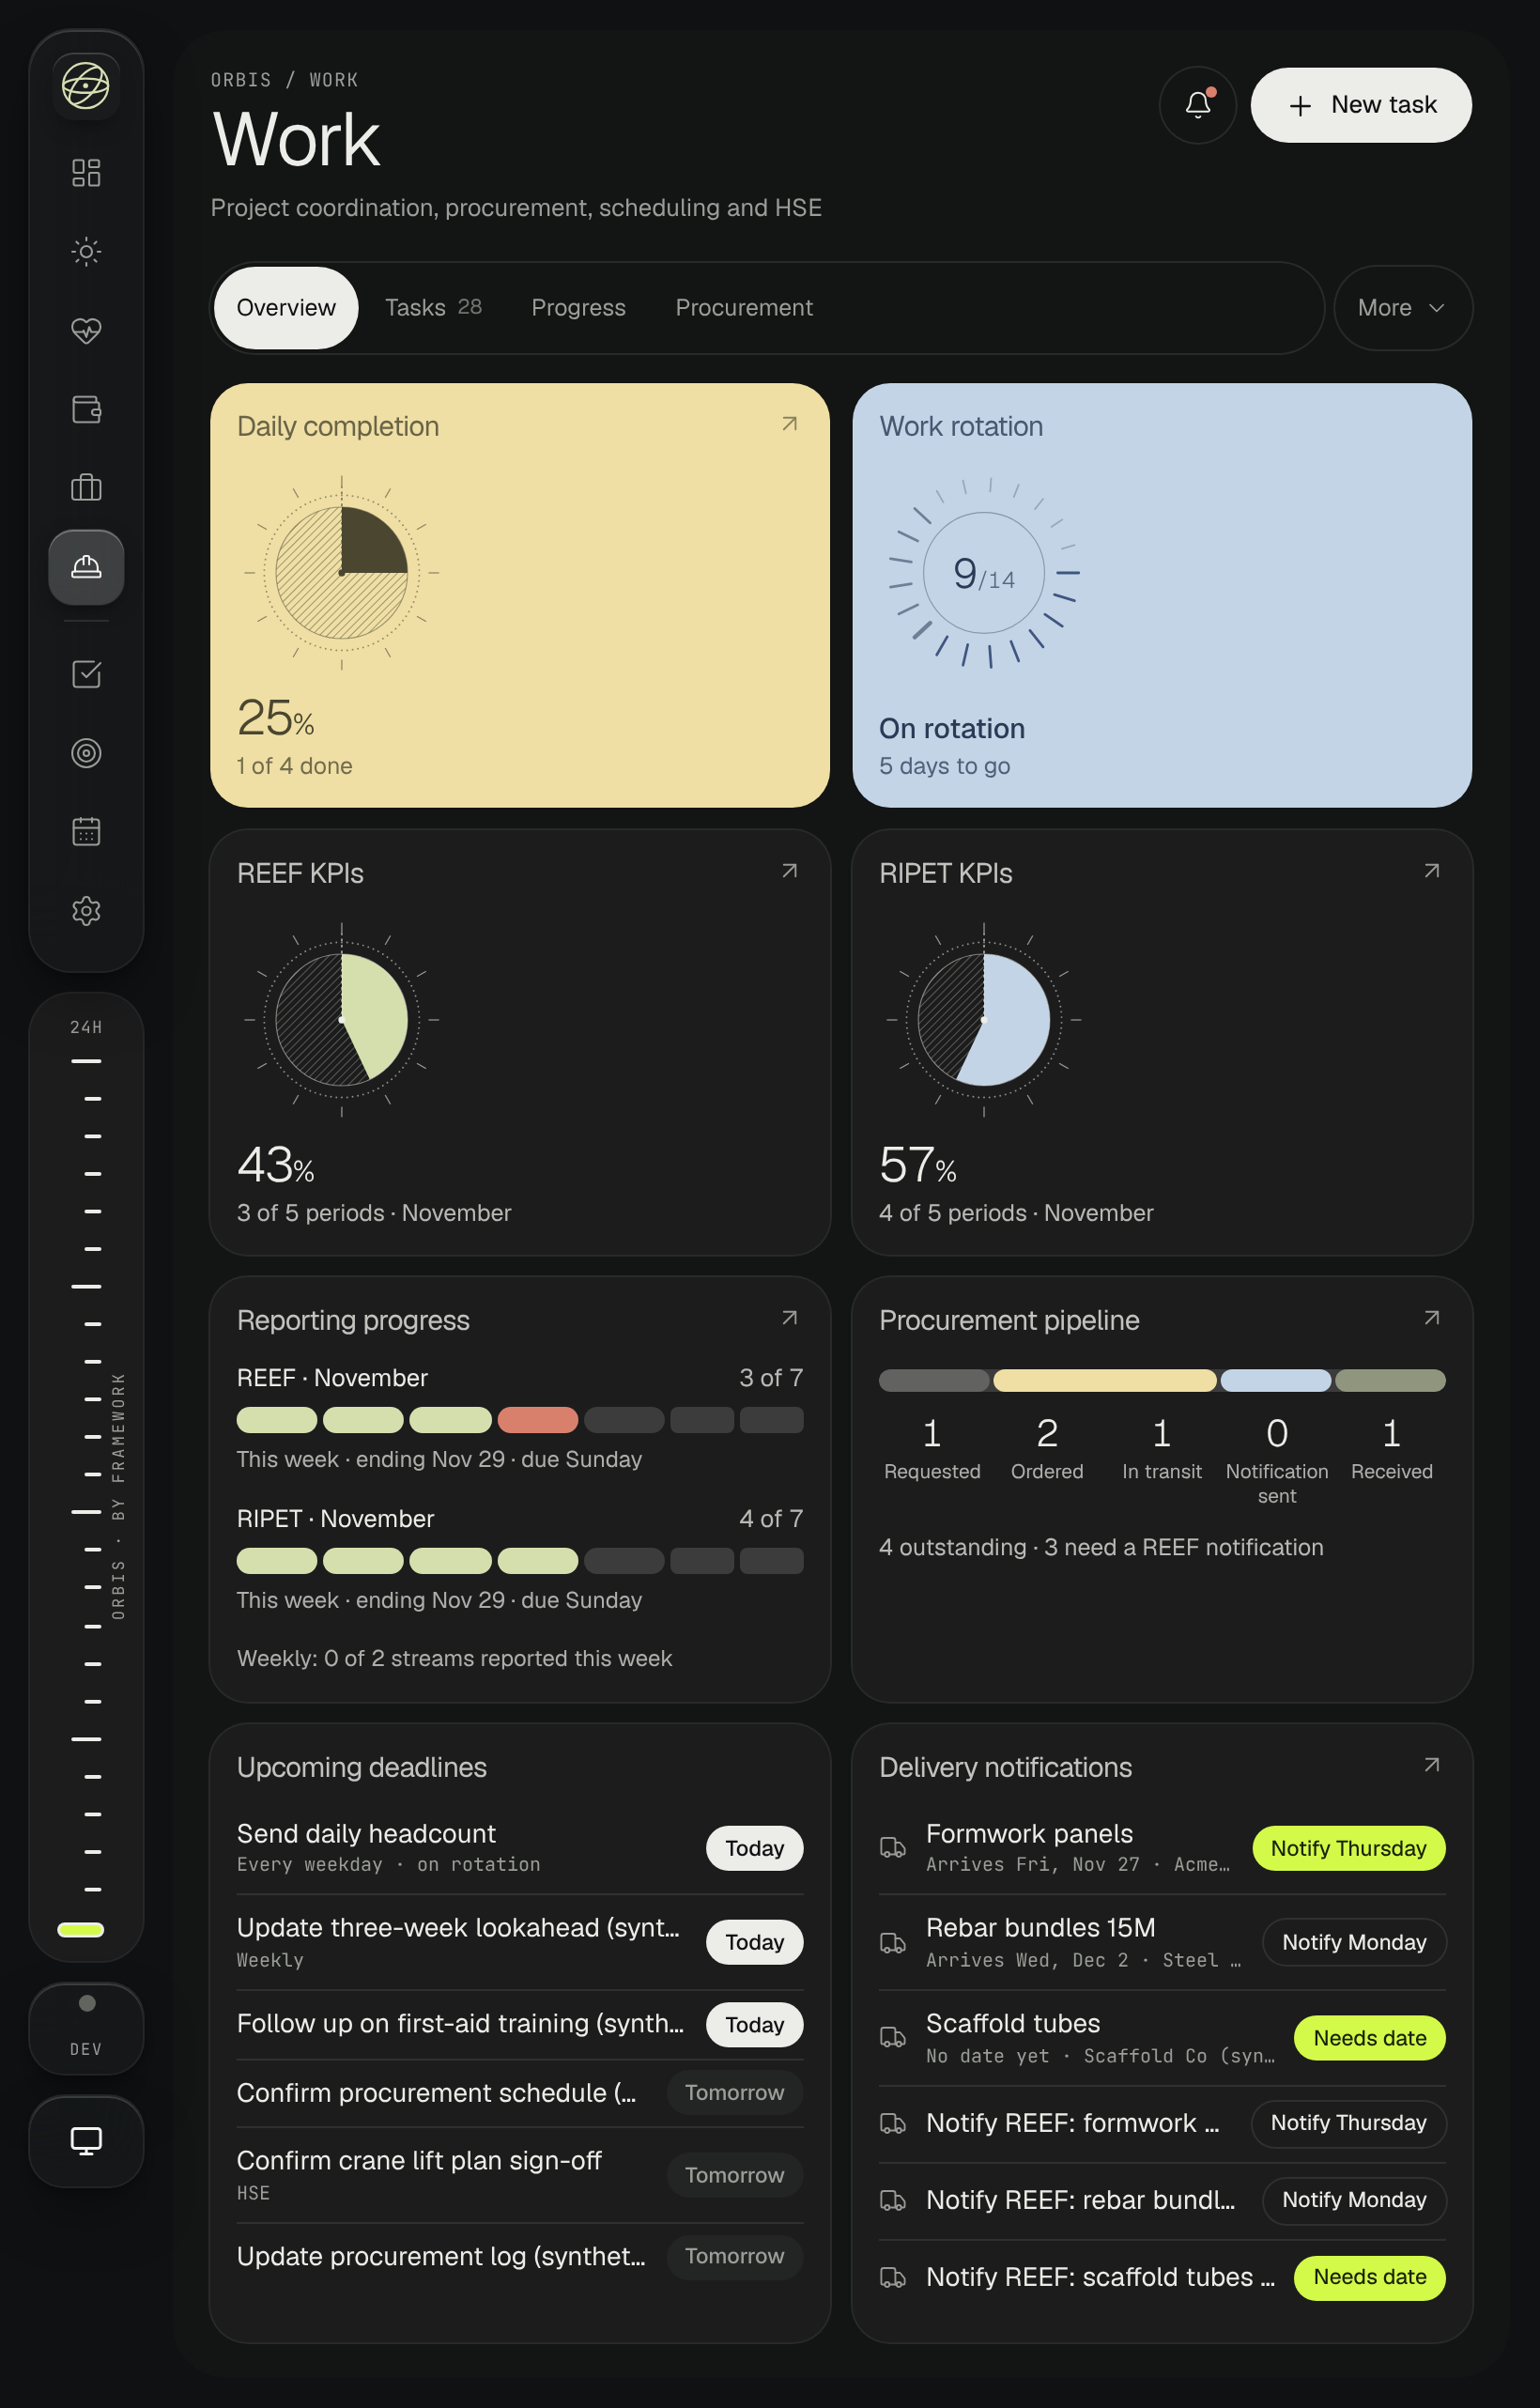 ORBIS / WORK
Work
Project coordination, procurement, scheduling and HSE
New task
Overview
Tasks 28
Progress
Procurement
More
Daily completion
25%
1 of 4 done
Work rotation
9/14
On rotation
5 days to go
REEF KPIs
43%
3 of 5 periods · November
RIPET KPIs
57%
4 of 5 periods · November
Reporting progress
REEF · November 3 of 7
This week · ending Nov 29 · due Sunday
RIPET · November 4 of 7
This week · ending Nov 29 · due Sunday
Weekly: 0 of 2 streams reported this week
Procurement pipeline
1 2 1 0 1
Requested Ordered In transit Notification Received
sent
4 outstanding · 3 need a REEF notification
Upcoming deadlines
Send daily headcount
Every weekday · on rotation
Today
Update three-week lookahead (synt…
Weekly
Today
Follow up on first-aid training (synth…
Today
Confirm procurement schedule (…
Tomorrow
Confirm crane lift plan sign-off
HSE
Tomorrow
Update procurement log (synthet…
Tomorrow
Delivery notifications
Formwork panels
Arrives Fri, Nov 27 · Acme…
Notify Thursday
Rebar bundles 15M
Arrives Wed, Dec 2 · Steel …
Notify Monday
Scaffold tubes
No date yet · Scaffold Co (syn…
Needs date
Notify REEF: formwork …
Notify Thursday
Notify REEF: rebar bundl…
Notify Monday
Notify REEF: scaffold tubes …
Needs date
24H
ORBIS · BY FRAMEWORK
DEV